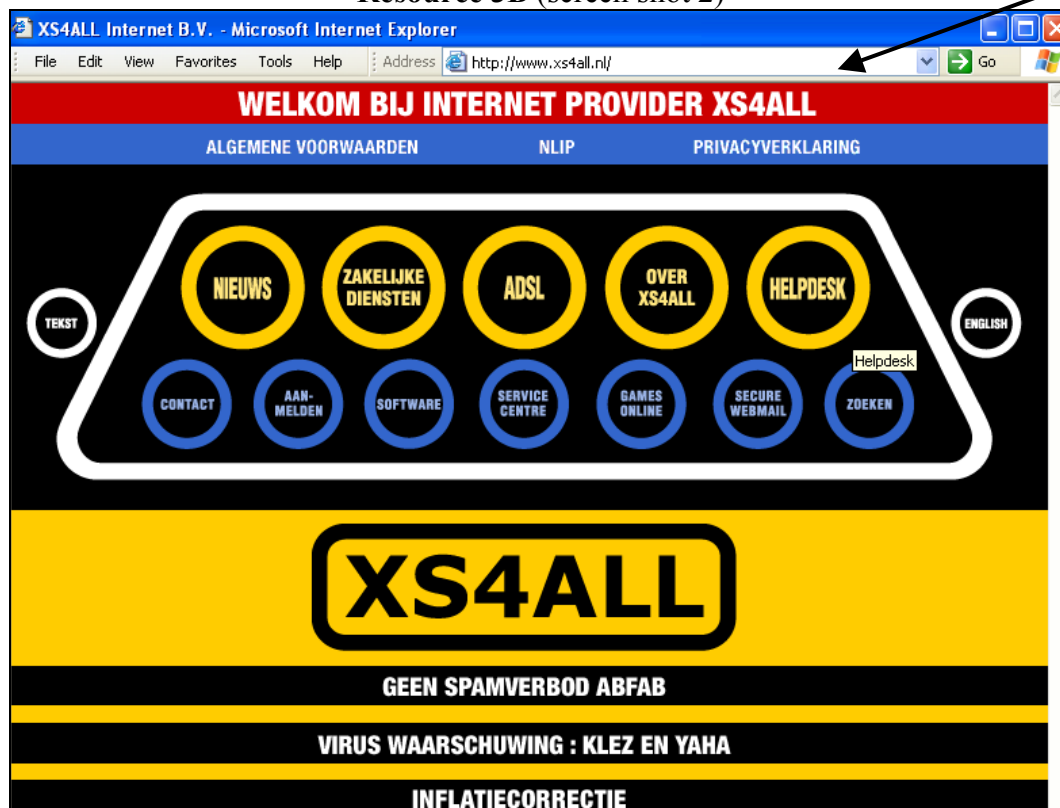 Resource 3B (screen shot 2)
XS4ALL Internet B.V. - Microsoft Internet Explorer
File Edit View Favorites Tools Help Address http://www.xs4all.nl/ Go
WELKOM BIJ INTERNET PROVIDER XS4ALL
ALGEMENE VOORWAARDEN NLIP PRIVACYVERKLARING
NIEUWS
ZAKELIJKE
DIENSTEN
ADSL
OVER
XS4ALL
HELPDESK
TEKST
ENGLISH
Helpdesk
CONTACT
AAN-
MELDEN
SOFTWARE
SERVICE
CENTRE
GAMES
ONLINE
SECURE
WEBMAIL
ZOEKEN
XS4ALL
GEEN SPAMVERBOD ABFAB
VIRUS WAARSCHUWING : KLEZ EN YAHA
INFLATIECORRECTIE